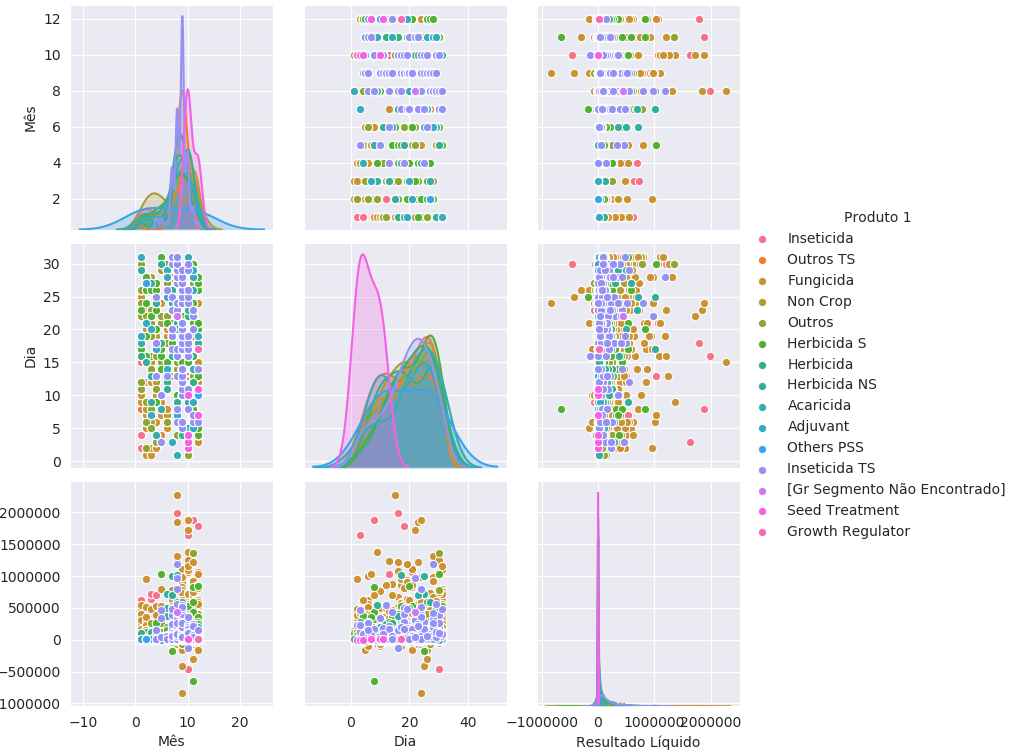 12
10
8
6
4
2
Mês
30
25
20
15
10
5
0
Dia
2000000
1500000
1000000
500000
0
−500000
1000000
−10 0 10 20
Mês
0 20 40
Dia
−1000000 0 1000000 2000000
Resultado Líquido
Produto 1
Inseticida
Outros TS
Fungicida
Non Crop
Outros
Herbicida S
Herbicida
Herbicida NS
Acaricida
Adjuvant
Others PSS
Inseticida TS
[Gr Segmento Não Encontrado]
Seed Treatment
Growth Regulator